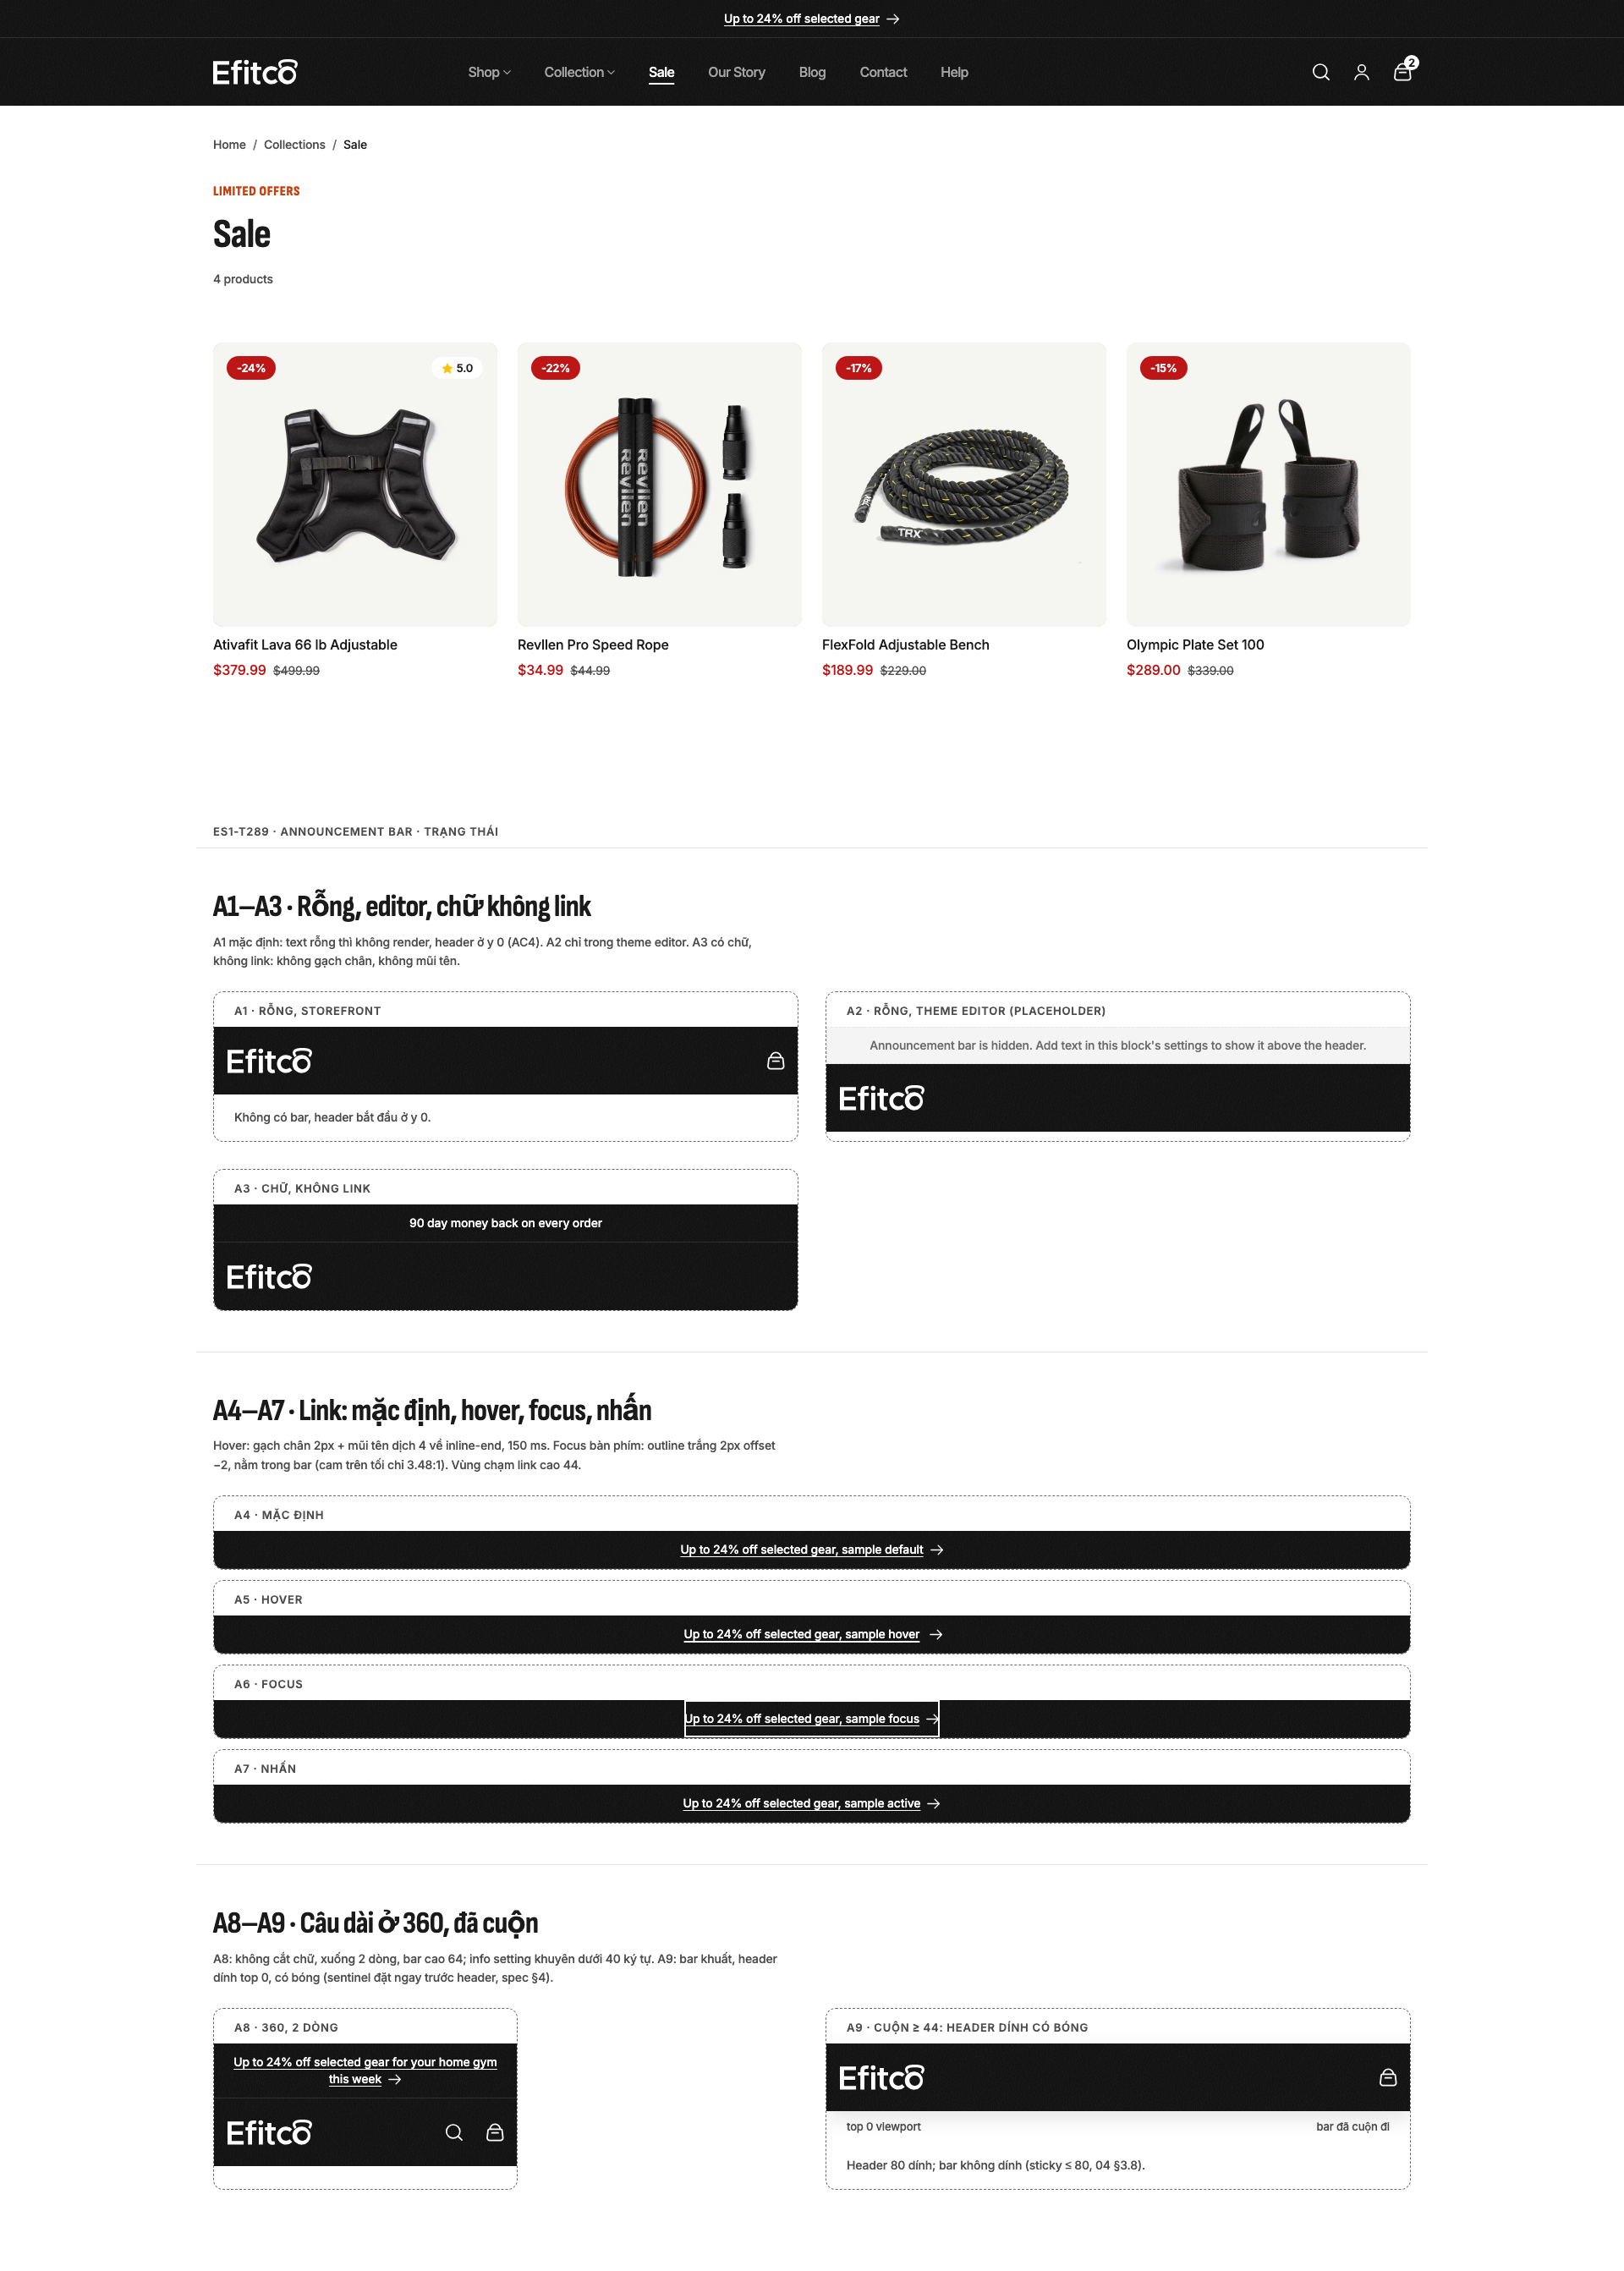 Up to 24% off selected gear →
Efitco
Shop
Collection
Sale
Our Story
Blog
Contact
Help
2
Home / Collections / Sale
LIMITED OFFERS
Sale
4 products
-24%
5.0
-22%
Revllen
Revllen
-17%
TRX
TRX
-15%
Ativafit Lava 66 lb Adjustable
$379.99 $499.99
Revllen Pro Speed Rope
$34.99 $44.99
FlexFold Adjustable Bench
$189.99 $229.00
Olympic Plate Set 100
$289.00 $339.00
ES1-T289 · ANNOUNCEMENT BAR · TRẠNG THÁI
A1–A3 · Rỗng, editor, chữ không link
A1 mặc định: text rỗng thì không render, header ở y 0 (AC4). A2 chỉ trong theme editor. A3 có chữ,
không link: không gạch chân, không mũi tên.
A1 · RỖNG, STOREFRONT
Efitco
Không có bar, header bắt đầu ở y 0.
A2 · RỖNG, THEME EDITOR (PLACEHOLDER)
Announcement bar is hidden. Add text in this block's settings to show it above the header.
Efitco
A3 · CHỮ, KHÔNG LINK
90 day money back on every order
Efitco
A4–A7 · Link: mặc định, hover, focus, nhấn
Hover: gạch chân 2px + mũi tên dịch 4 về inline-end, 150 ms. Focus bàn phím: outline trắng 2px offset
−2, nằm trong bar (cam trên tối chỉ 3.48:1). Vùng chạm link cao 44.
A4 · MẶC ĐỊNH
Up to 24% off selected gear, sample default →
A5 · HOVER
Up to 24% off selected gear, sample hover →
A6 · FOCUS
Up to 24% off selected gear, sample focus →
A7 · NHẤN
Up to 24% off selected gear, sample active →
A8–A9 · Câu dài ở 360, đã cuộn
A8: không cắt chữ, xuống 2 dòng, bar cao 64; info setting khuyên dưới 40 ký tự. A9: bar khuất, header
dính top 0, có bóng (sentinel đặt ngay trước header, spec §4).
A8 · 360, 2 DÒNG
Up to 24% off selected gear for your home gym
this week →
Efitco
A9 · CUỘN ≥ 44: HEADER DÍNH CÓ BÓNG
Efitco
top 0 viewport
bar đã cuộn đi
Header 80 dính; bar không dính (sticky ≤ 80, 04 §3.8).